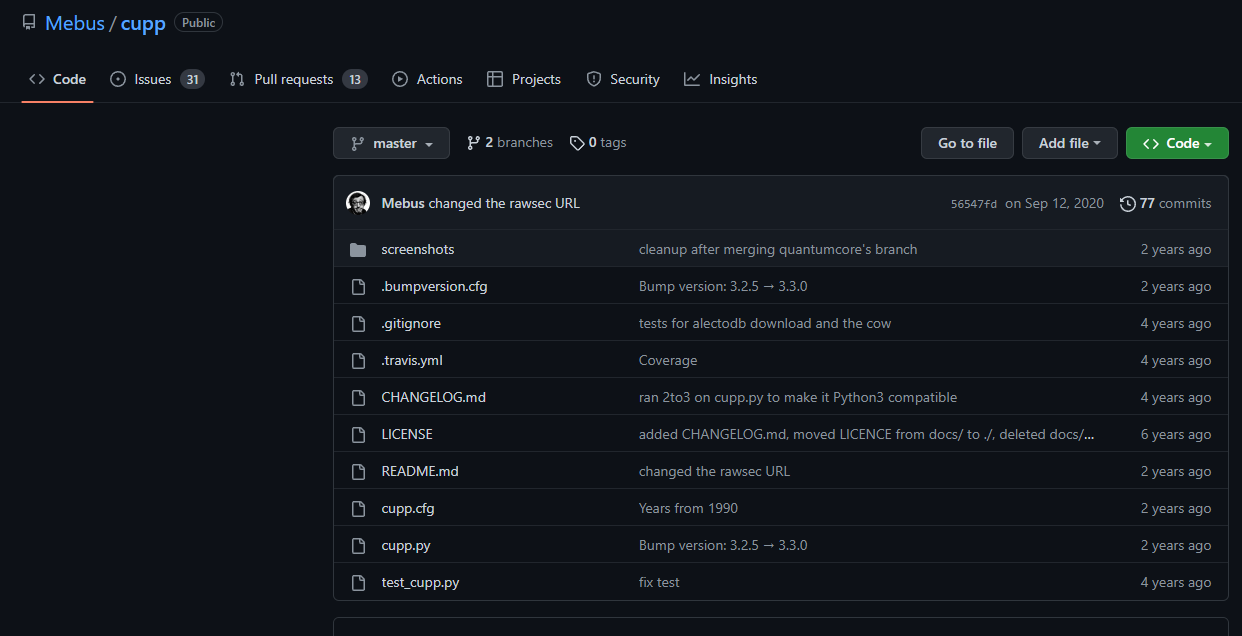 Mebus / cupp Public
Code Issues 31 Pull requests 13 Actions Projects Security Insights
master 2 branches 0 tags Go to file Add file Code
Mebus changed the rawsec URL 56547fd on Sep 12, 2020 77 commits
screenshots cleanup after merging quantumcore's branch 2 years ago
.bumpversion.cfg Bump version: 3.2.5 → 3.3.0 2 years ago
.gitignore tests for alectodb download and the cow 4 years ago
.travis.yml Coverage 4 years ago
CHANGELOG.md ran 2to3 on cupp.py to make it Python3 compatible 4 years ago
LICENSE added CHANGELOG.md, moved LICENCE from docs/ to ./, deleted docs/... 6 years ago
README.md changed the rawsec URL 2 years ago
cupp.cfg Years from 1990 2 years ago
cupp.py Bump version: 3.2.5 → 3.3.0 2 years ago
test_cupp.py fix test 4 years ago